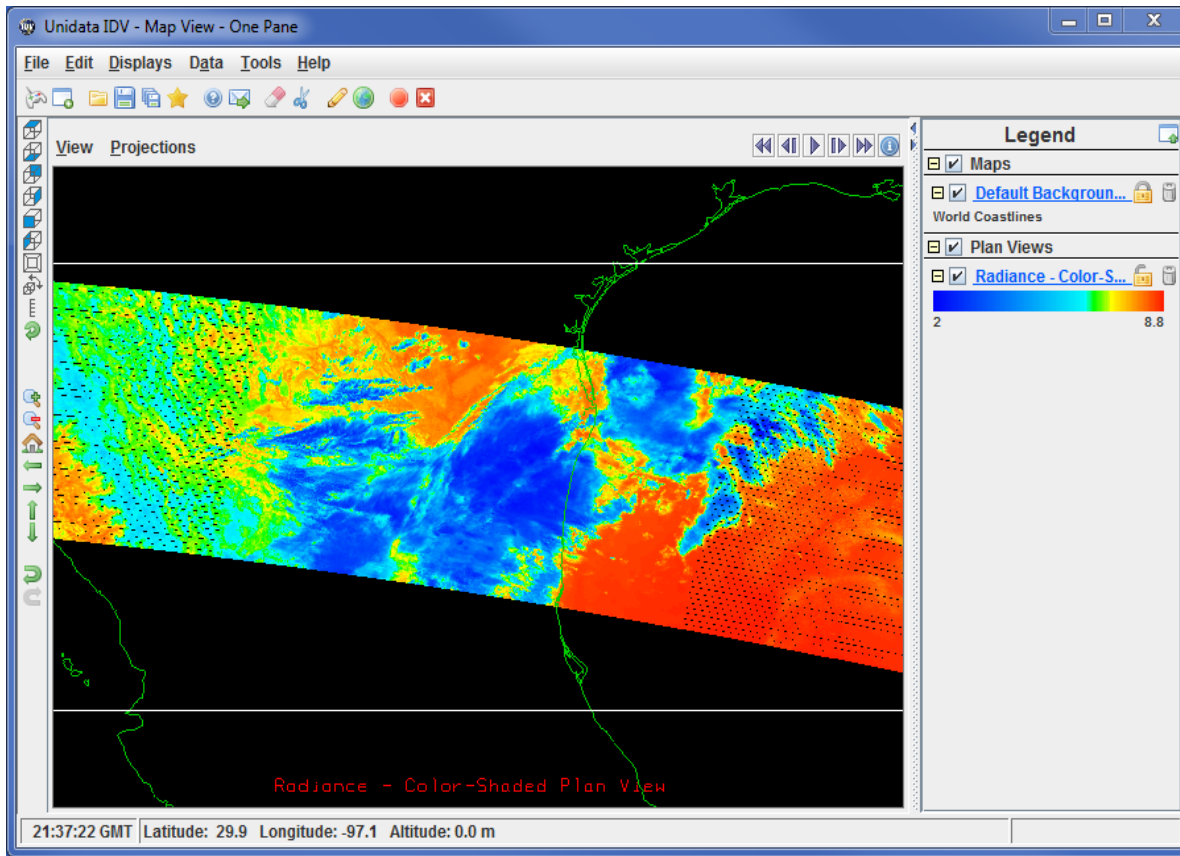 Unidata IDV - Map View - One Pane
File Edit Displays Data Tools Help
View Projections
Legend
Maps
Default Backgroun...
World Coastlines
Plan Views
Radiance - Color-S...
2 8.8
Radiance - Color-Shaded Plan View
21:37:22 GMT Latitude: 29.9 Longitude: -97.1 Altitude: 0.0 m